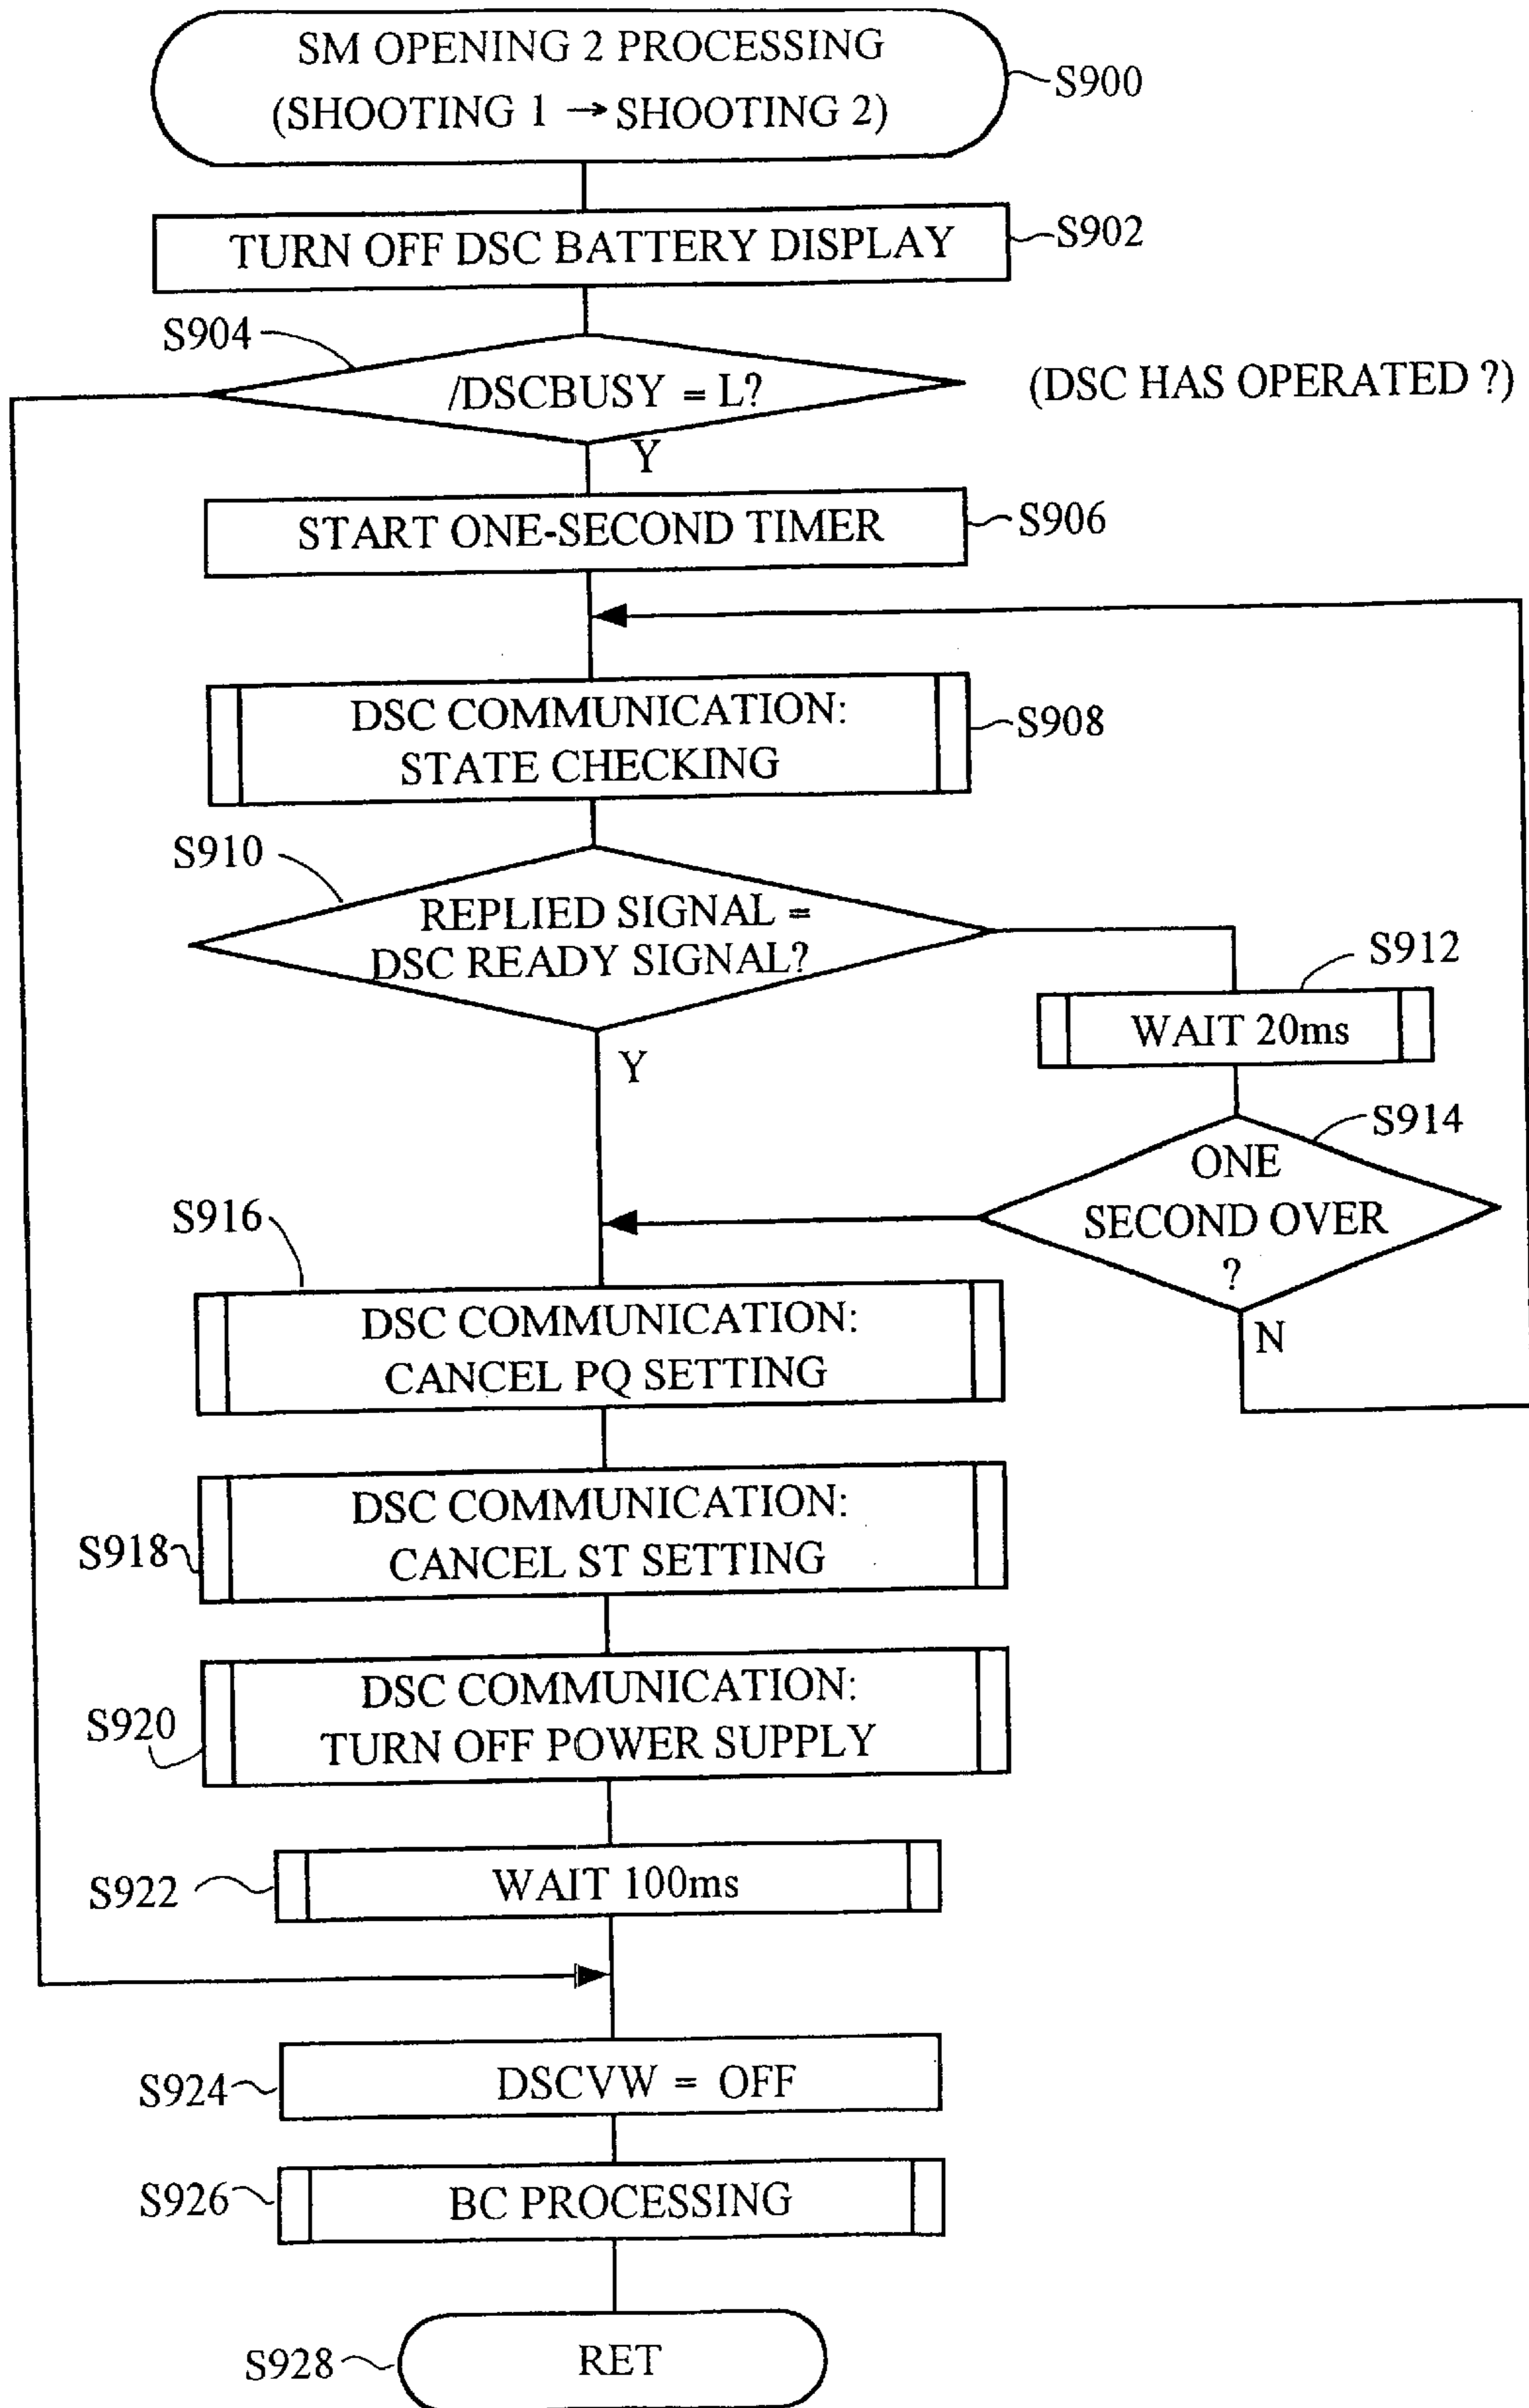 SM OPENING 2 PROCESSING
(SHOOTING 1 → SHOOTING 2)
S900
TURN OFF DSC BATTERY DISPLAY
S902
S904
/DSCBUSY = L?
(DSC HAS OPERATED ?)
Y
START ONE-SECOND TIMER
S906
DSC COMMUNICATION:
STATE CHECKING
S908
S910
REPLIED SIGNAL =
DSC READY SIGNAL?
Y
S912
WAIT 20ms
S914
ONE
SECOND OVER
?
N
S916
DSC COMMUNICATION:
CANCEL PQ SETTING
S918
DSC COMMUNICATION:
CANCEL ST SETTING
S920
DSC COMMUNICATION:
TURN OFF POWER SUPPLY
S922
WAIT 100ms
S924
DSCVW = OFF
S926
BC PROCESSING
S928
RET